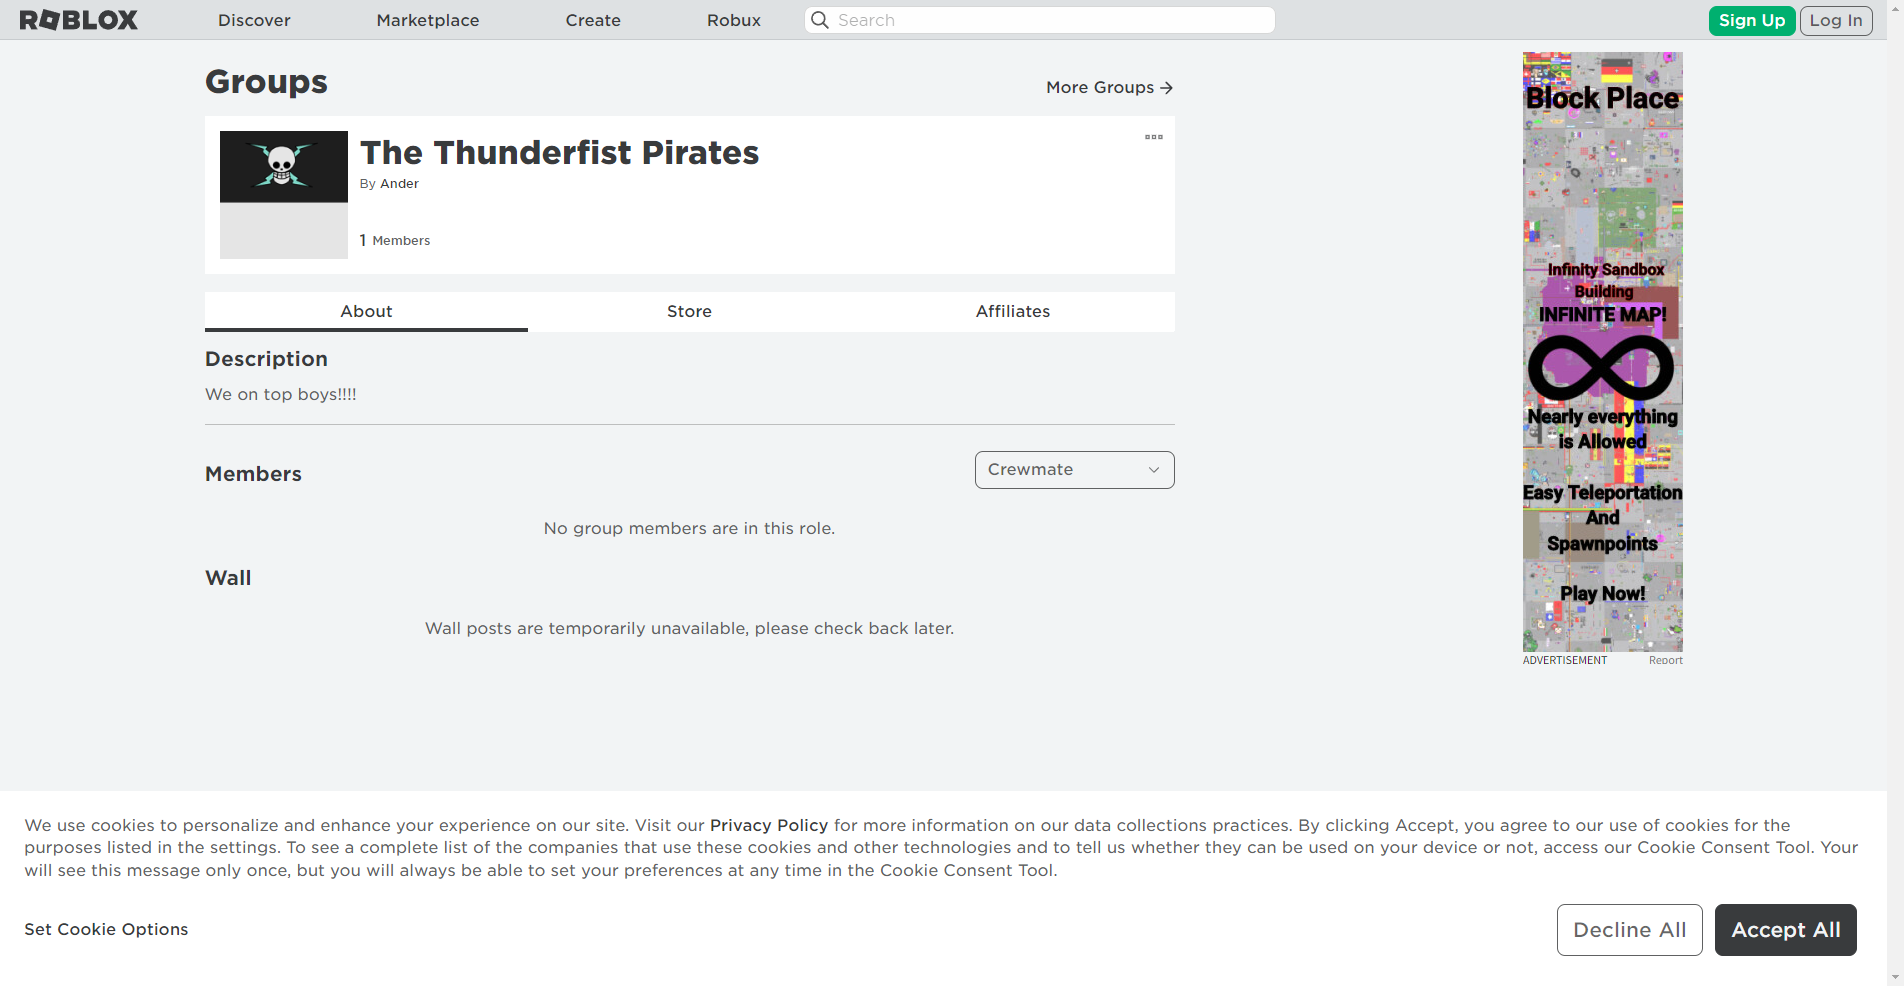 ROBLOX
Discover
Marketplace
Create
Robux
Search
Sign Up
Log In
Groups
More Groups
The Thunderfist Pirates
By Ander
1 Members
About
Store
Affiliates
Description
We on top boys!!!!
Members
Crewmate
No group members are in this role.
Wall
Wall posts are temporarily unavailable, please check back later.
Block Place
Infinity Sandbox
Building
INFINITE MAP!
Nearly everything
is Allowed
Easy Teleportation
And
Spawnpoints
Play Now!
ADVERTISEMENT
Report
We use cookies to personalize and enhance your experience on our site. Visit our Privacy Policy for more information on our data collections practices. By clicking Accept, you agree to our use of cookies for the
purposes listed in the settings. To see a complete list of the companies that use these cookies and other technologies and to tell us whether they can be used on your device or not, access our Cookie Consent Tool. Your
will see this message only once, but you will always be able to set your preferences at any time in the Cookie Consent Tool.
Set Cookie Options
Decline All
Accept All